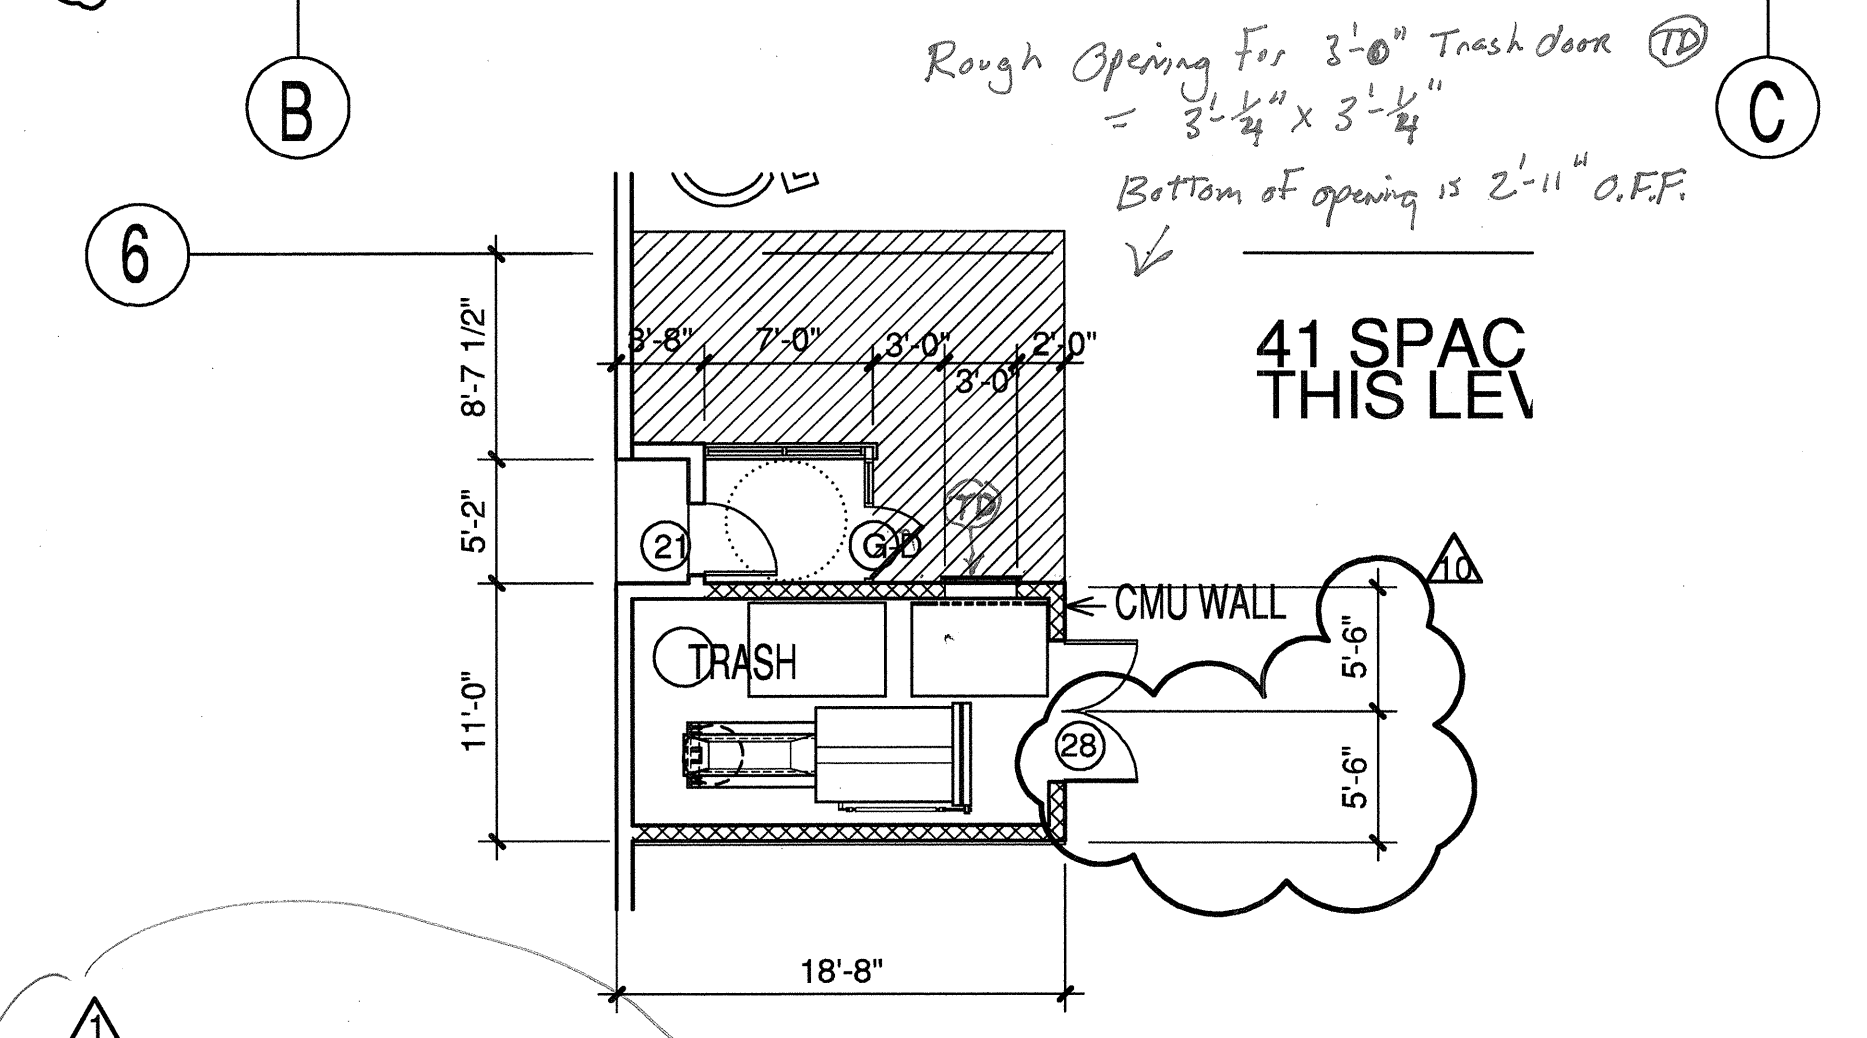 Rough Opening For 3'-0" Trash door TD
= 3'-1/4" x 3'-1/4"
Bottom of opening is 2'-11" O.F.F.
B
C
6
41 SPAC
THIS LEV
8'-7 1/2"
3'-8"
7'-0"
3'-0"
3'-0"
2'-0"
5'-2"
TD
21
G-D
10
CMU WALL
5'-6"
TRASH
11'-0"
28
5'-6"
18'-8"
1